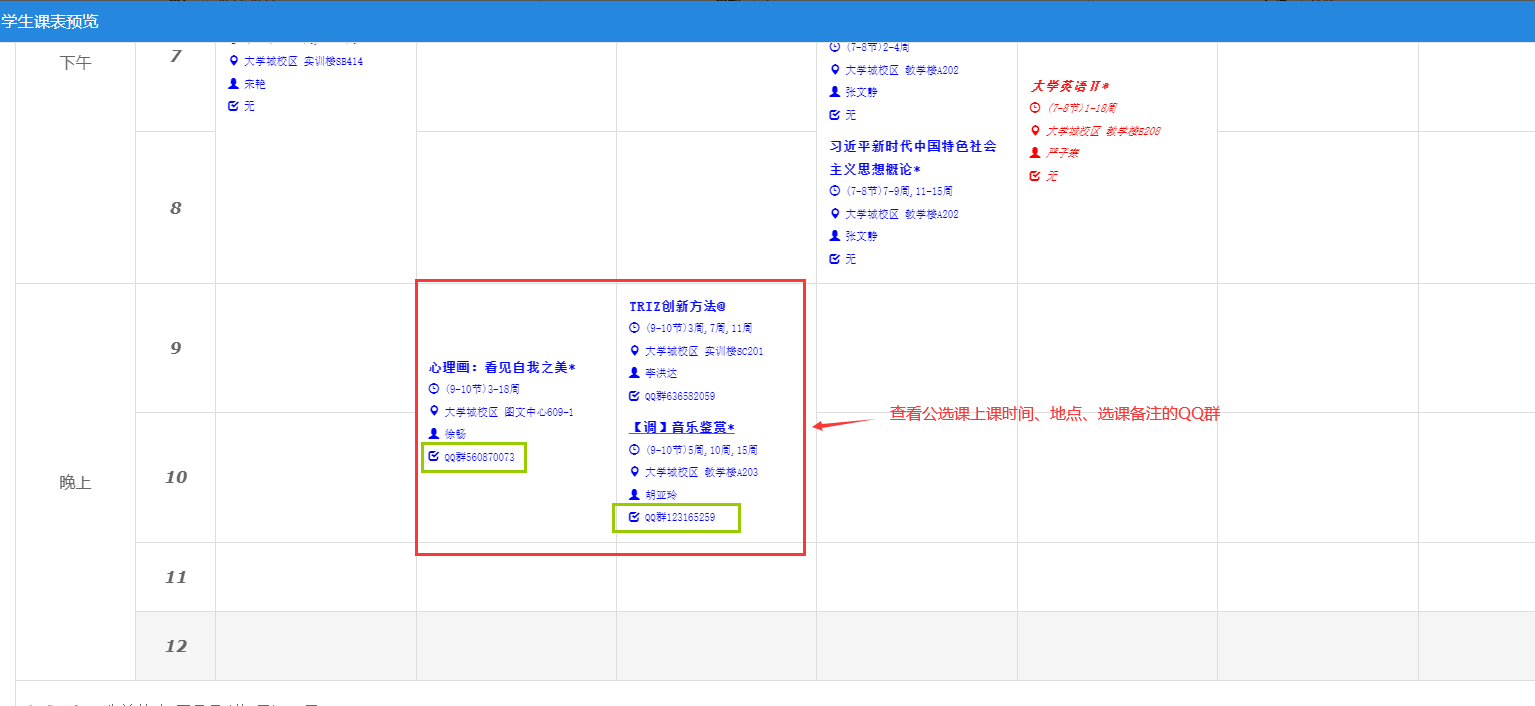 学生课表预览
下午
7
大学城校区 实训楼SB414
宋艳
无
(7-8节)2-4周
大学城校区 教学楼A202
张文静
无
习近平新时代中国特色社会
主义思想概论*
(7-8节)7-9周,11-15周
大学城校区 教学楼A202
张文静
无
大学英语Ⅱ*
(7-8节)1-18周
大学城校区 教学楼B208
严子寒
无
8
晚上
9
心理画：看见自我之美*
(9-10节)3-18周
大学城校区 图文中心609-1
徐畅
QQ群560870073
TRIZ创新方法@
(9-10节)3周,7周,11周
大学城校区 实训楼SC201
李洪达
QQ群636582059
【调】音乐鉴赏*
(9-10节)5周,10周,15周
大学城校区 教学楼A203
胡亚玲
QQ群123165259
查看公选课上课时间、地点、选课备注的QQ群
10
11
12